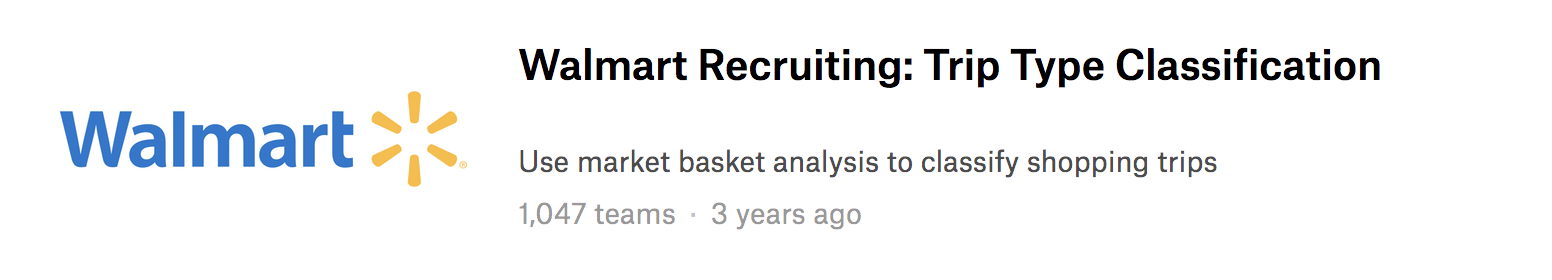 Walmart
Walmart Recruiting: Trip Type Classification
Use market basket analysis to classify shopping trips
1,047 teams · 3 years ago